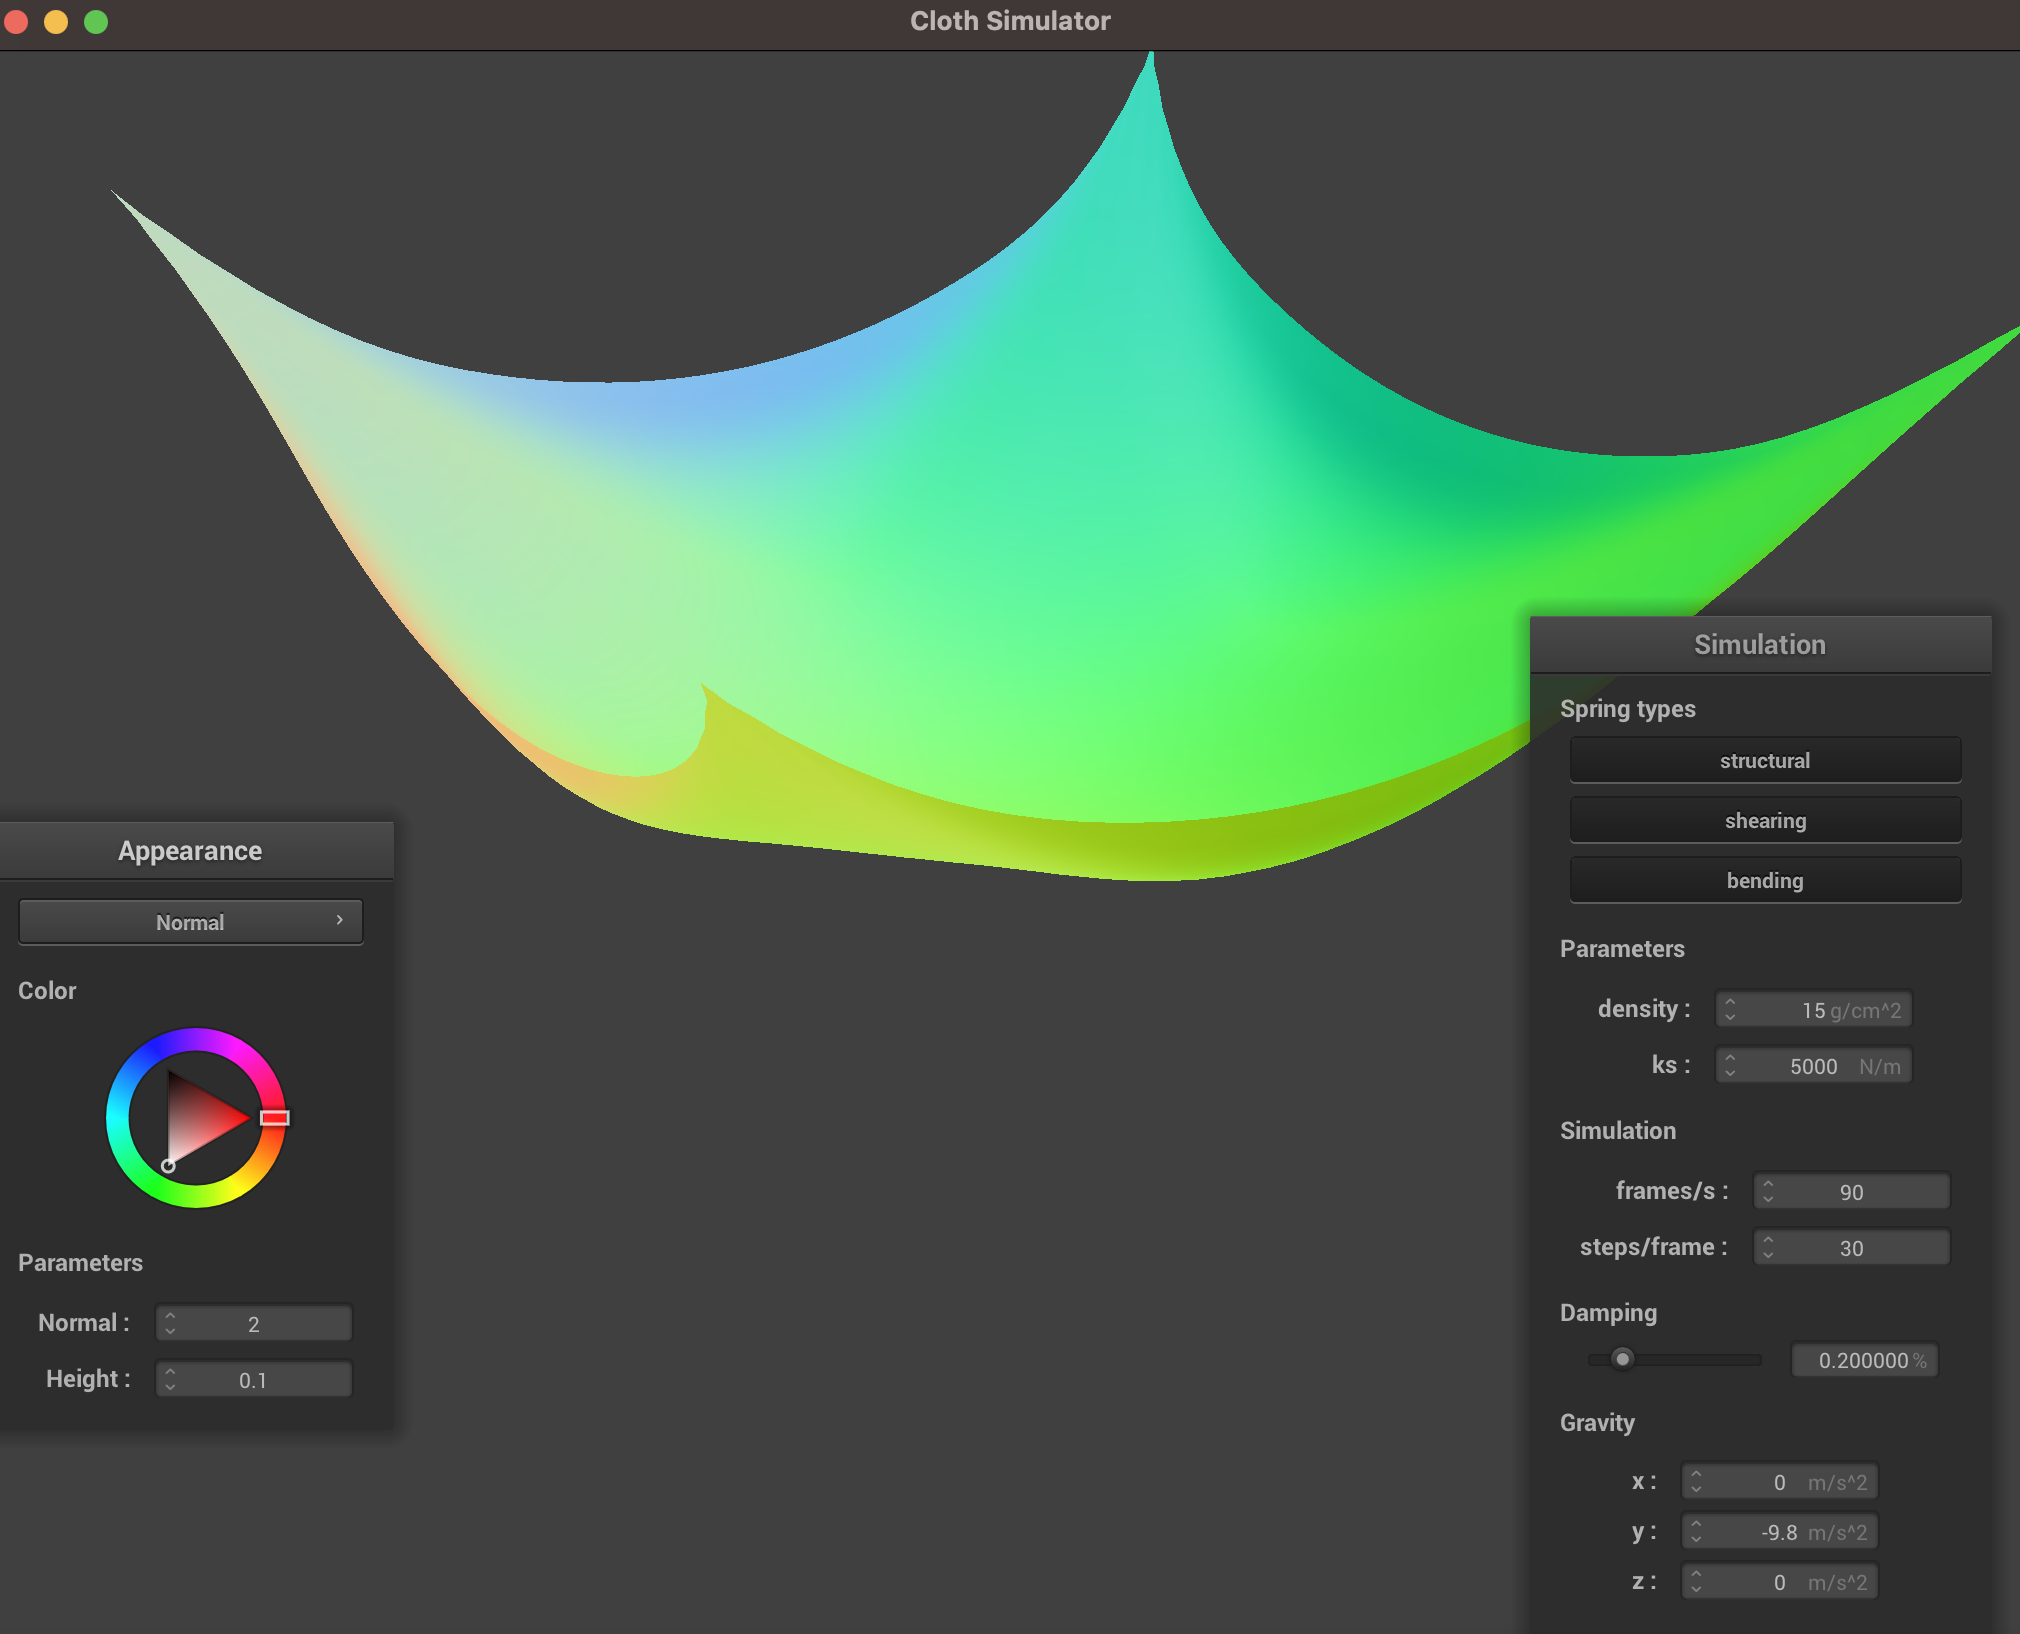 Cloth Simulator
Appearance
Normal
Color
Parameters
Normal : 2
Height : 0.1
Simulation
Spring types
structural
shearing
bending
Parameters
density : 15 g/cm^2
ks : 5000 N/m
Simulation
frames/s : 90
steps/frame : 30
Damping
0.200000 %
Gravity
x : 0 m/s^2
y : -9.8 m/s^2
z : 0 m/s^2